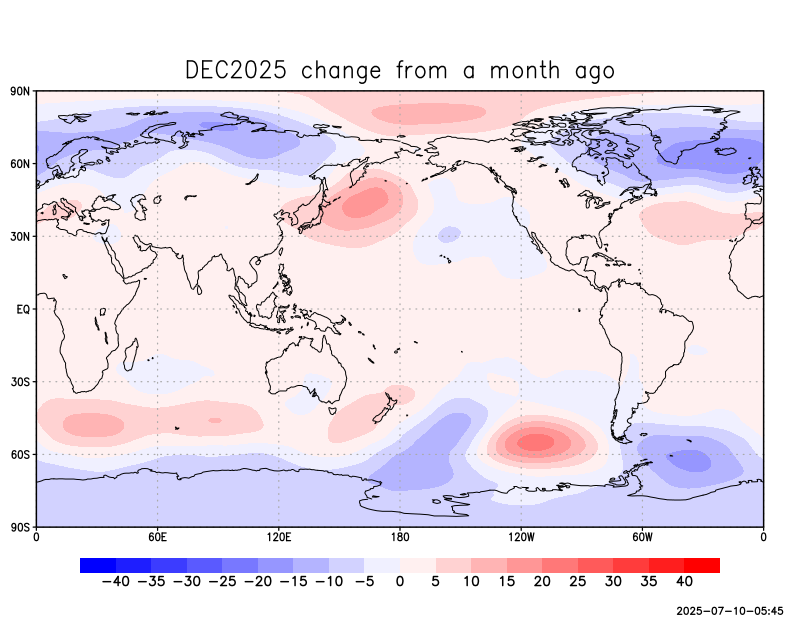 DEC2025 change from a month ago
90N
60N
30N
EQ
30S
60S
90S
0 60E 120E 180 120W 60W 0
−40 −35 −30 −25 −20 −15 −10 −5 0 5 10 15 20 25 30 35 40
2025-07-10-05:45